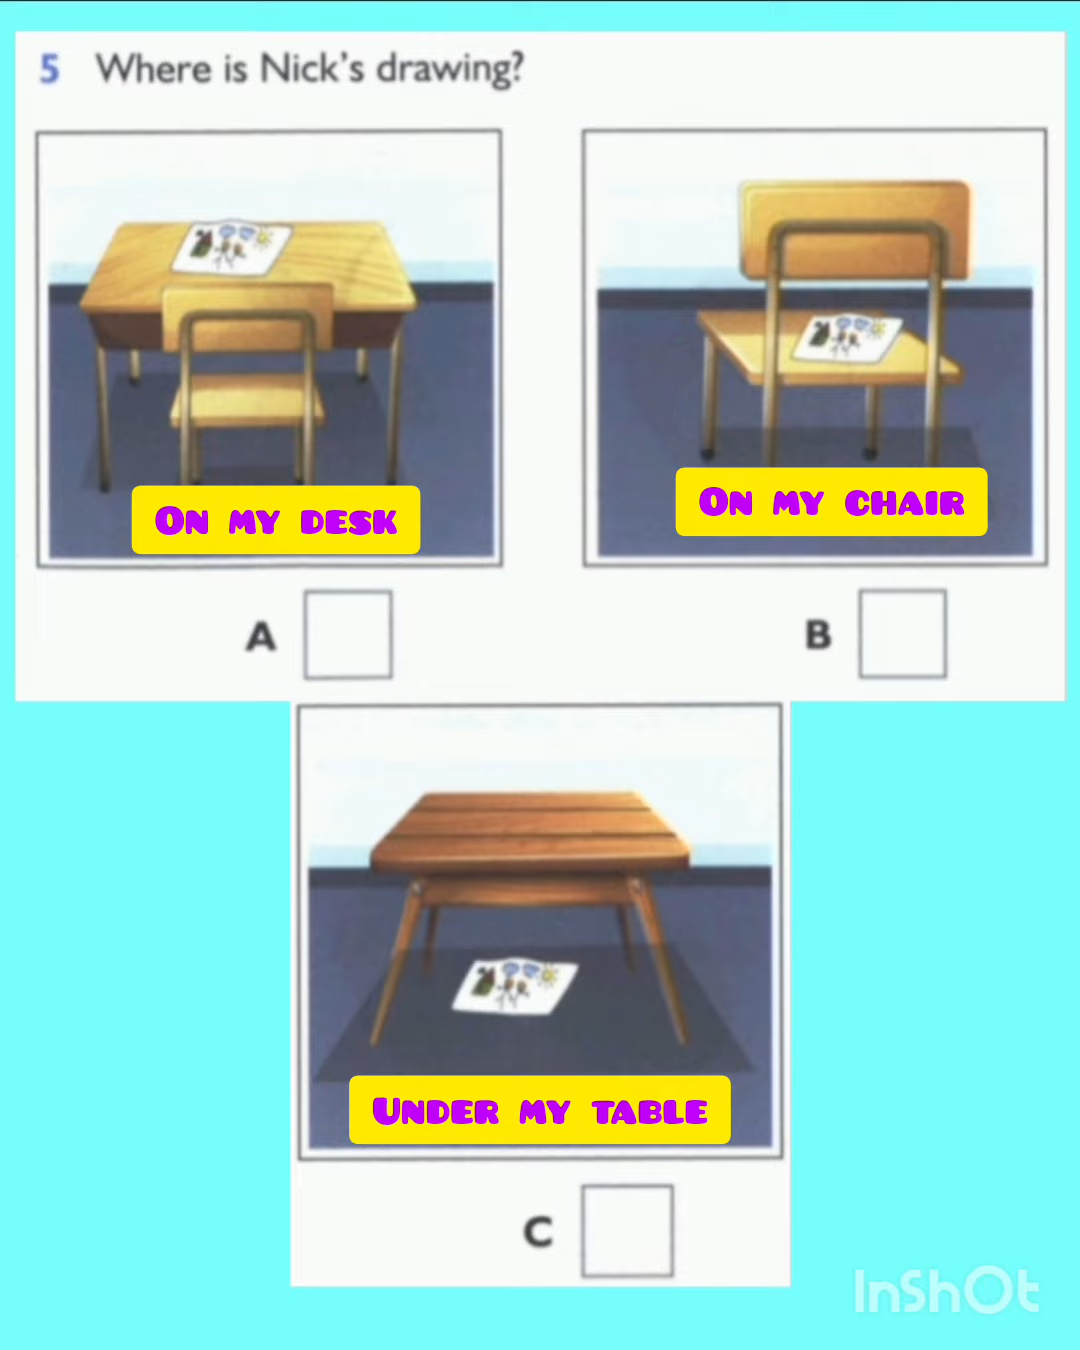 5 Where is Nick's drawing?
On my desk
On my chair
A
B
Under my table
C
InShOt